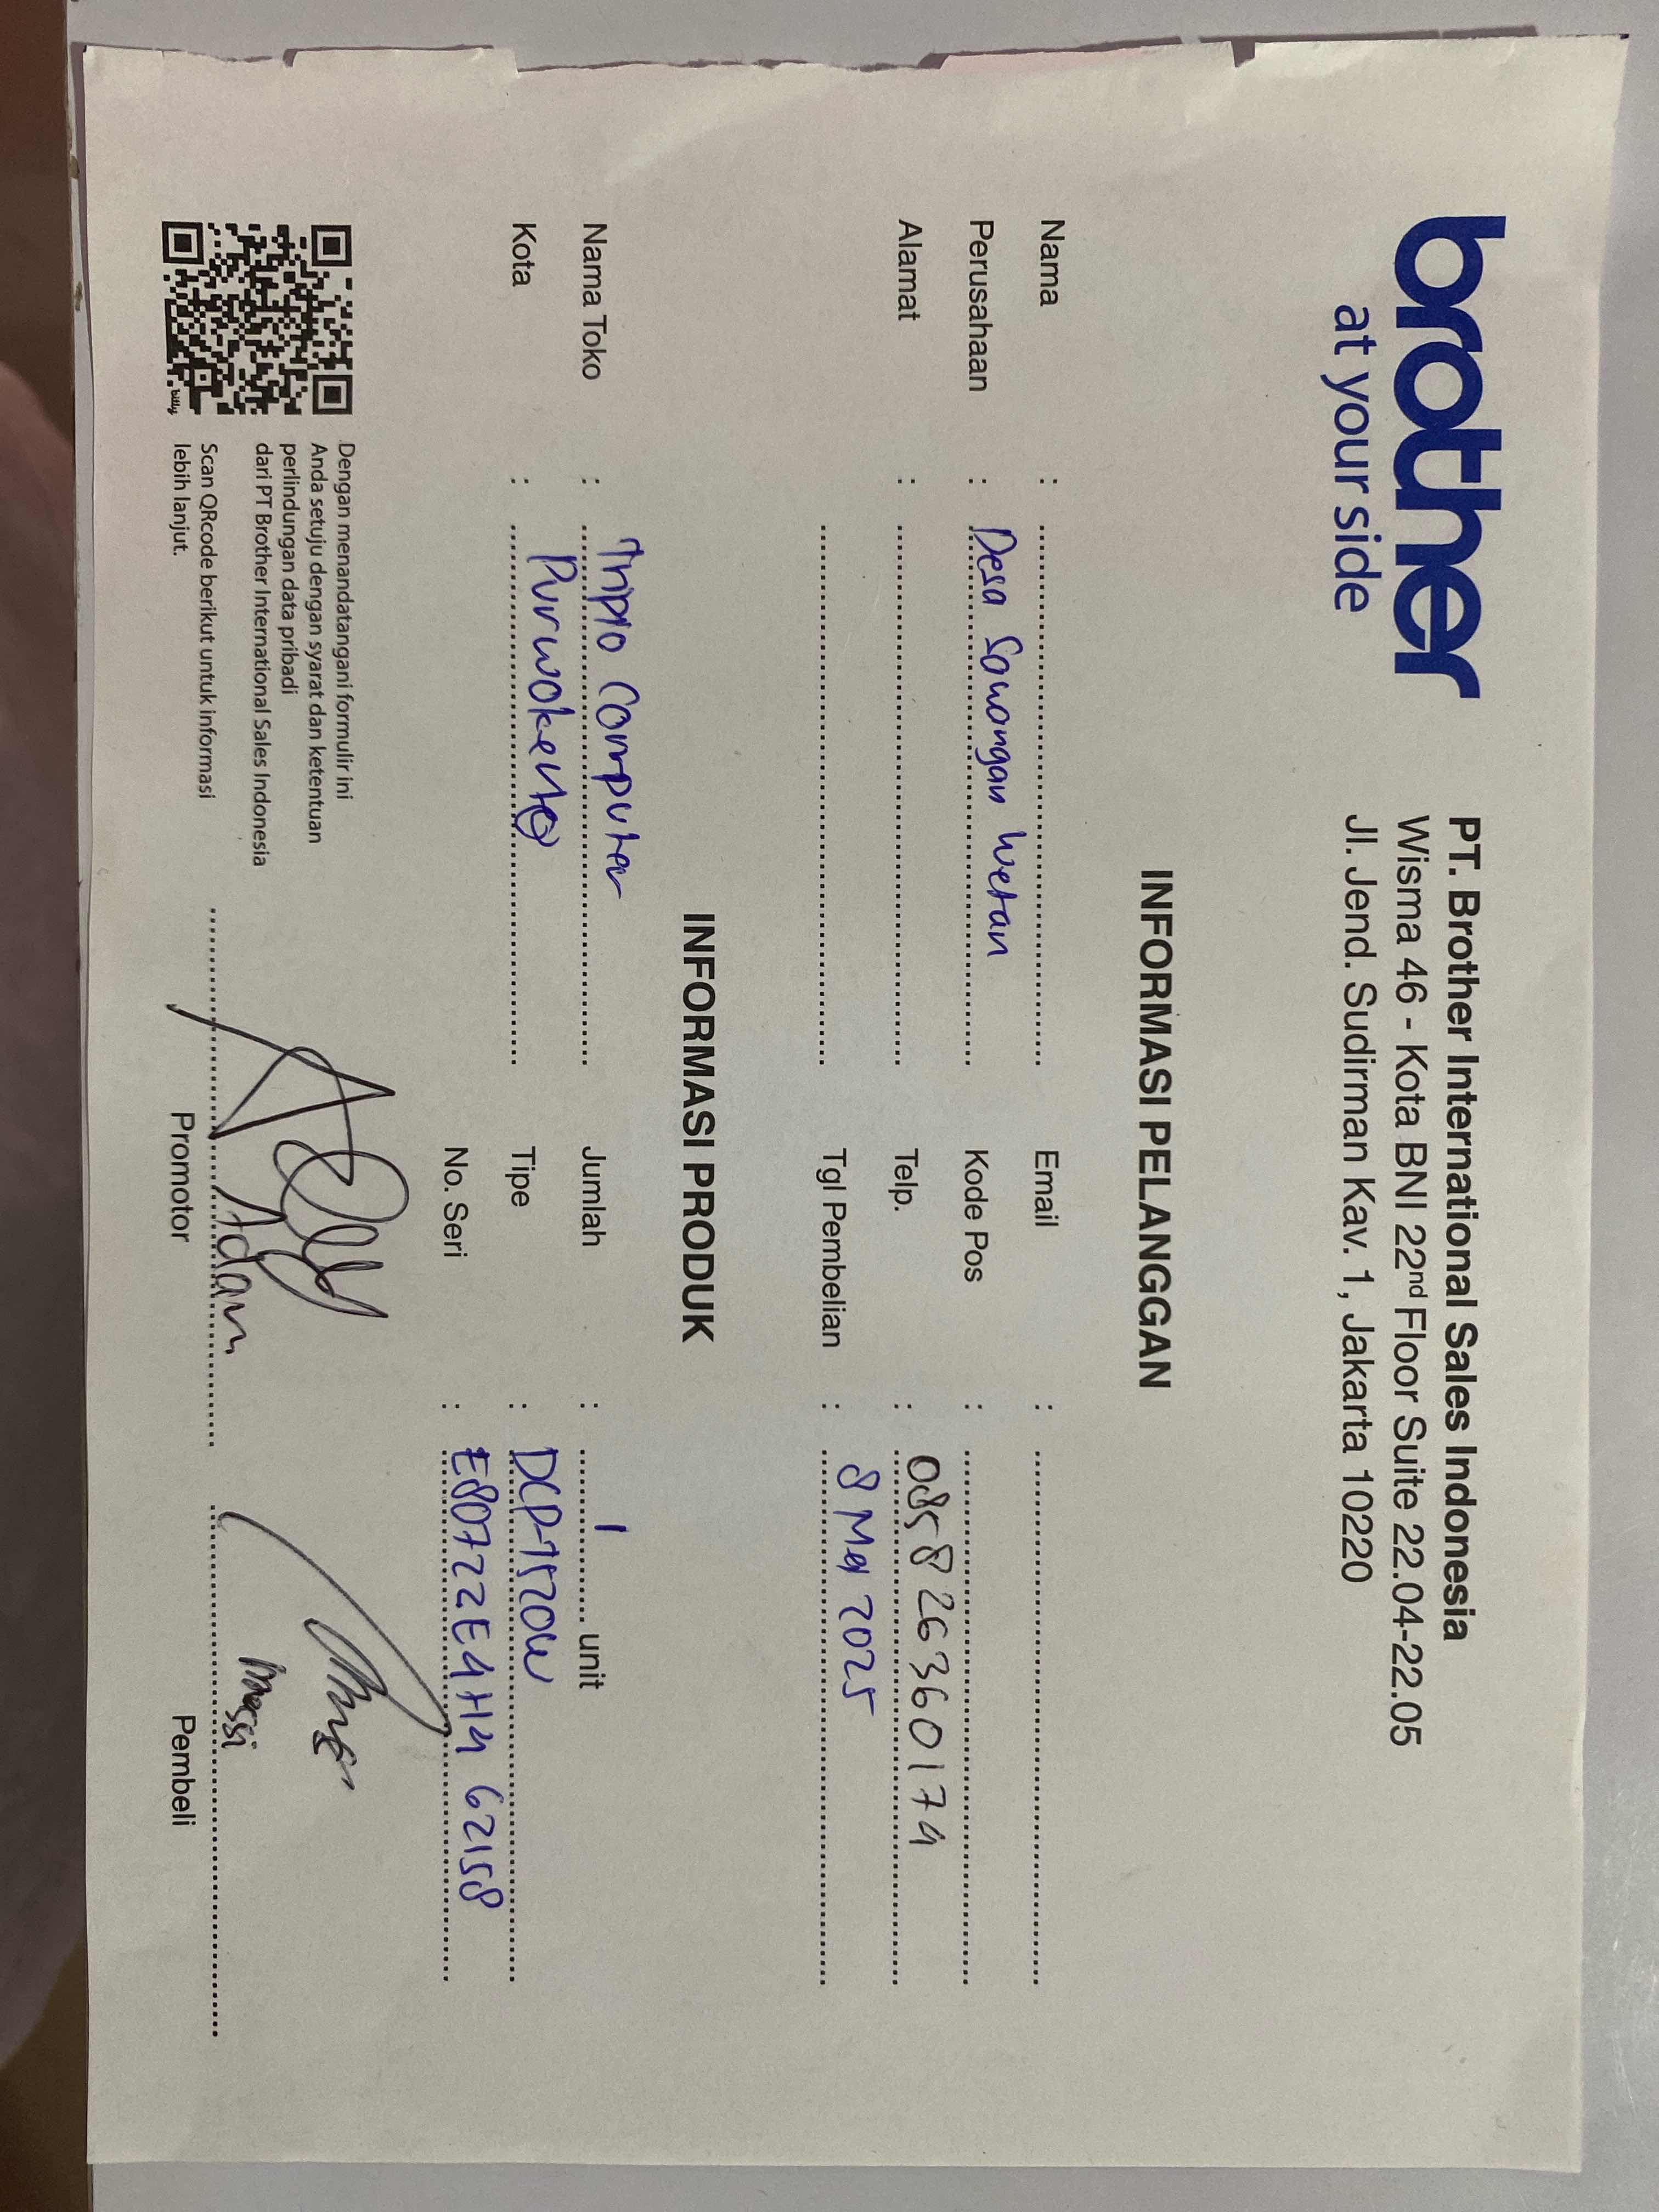 brother
at your side
PT. Brother International Sales Indonesia
Wisma 46 - Kota BNI 22nd Floor Suite 22.04-22.05
Jl. Jend. Sudirman Kav. 1, Jakarta 10220
INFORMASI PELANGGAN
Nama : Email :
Perusahaan : Desa Sawangan Wetan Kode Pos :
Alamat : Telp. : 085826360174
Tgl Pembelian : 8 Mei 2025
INFORMASI PRODUK
Nama Toko : Computer Jumlah : 1 unit
Kota : Purwokerto Tipe : DCP-T520W
No. Seri : E80722E4H462158
Dengan menandatangani formulir ini
Anda setuju dengan syarat dan ketentuan
perlindungan data pribadi
dari PT Brother International Sales Indonesia
Scan QRcode berikut untuk informasi
lebih lanjut.
bitly
Adam
Promotor
Pembeli